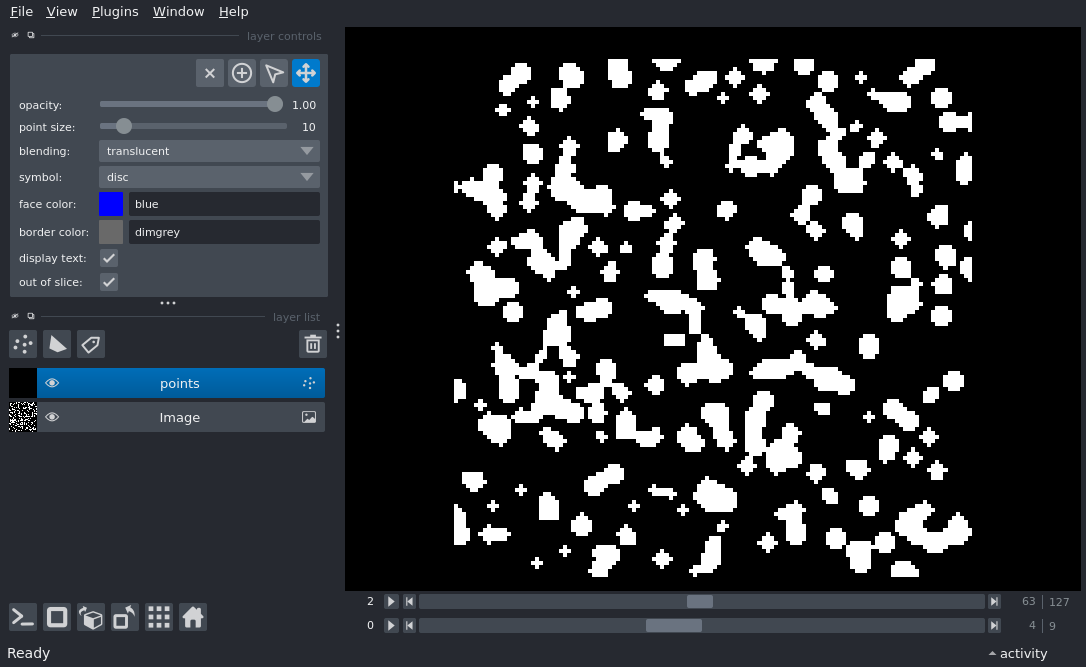 File View Plugins Window Help
layer controls
opacity: 1.00
point size: 10
blending: translucent
symbol: disc
face color: blue
border color: dimgrey
display text:
out of slice:
layer list
points
Image
2 63 127
0 4 9
Ready activity